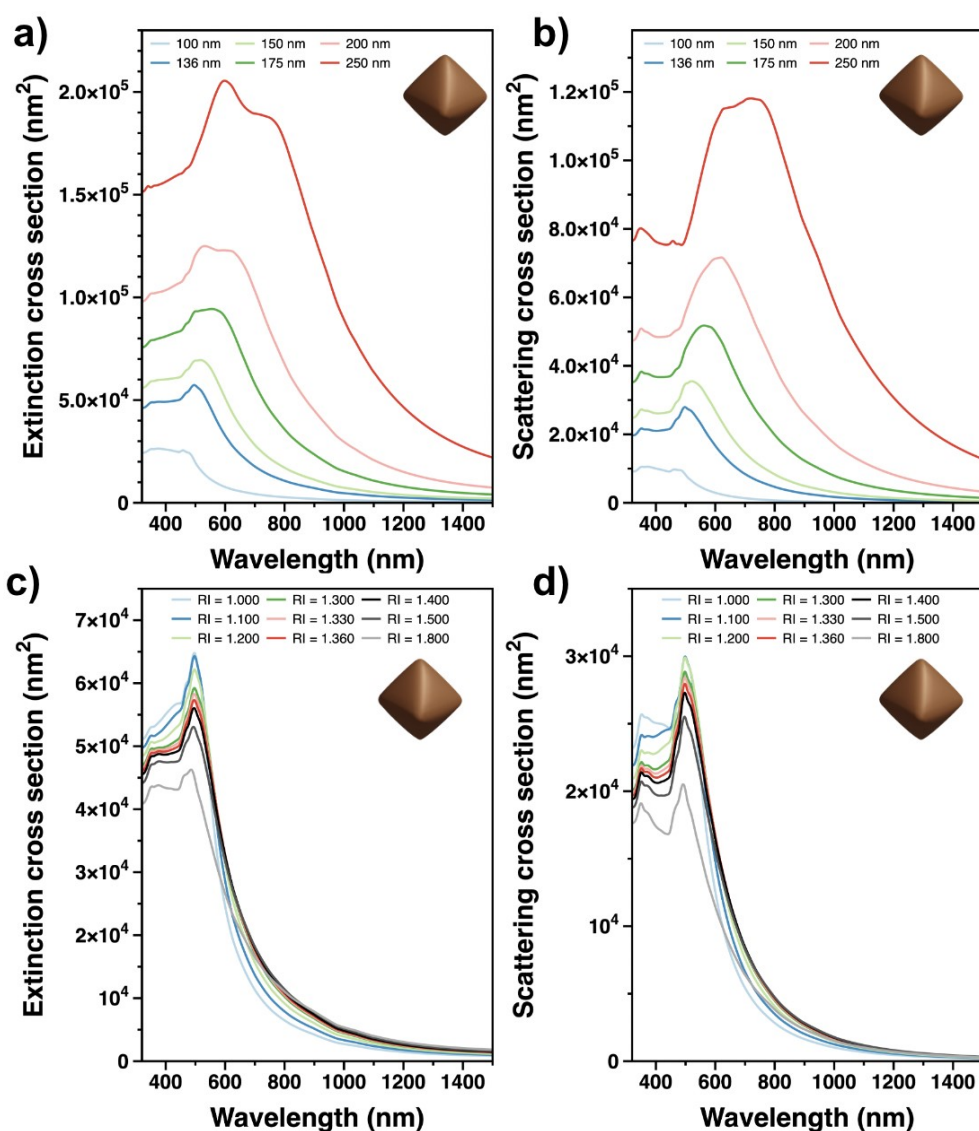 a)
100 nm 150 nm 200 nm
136 nm 175 nm 250 nm
Extinction cross section (nm²)
2.0×10⁵
1.5×10⁵
1.0×10⁵
5.0×10⁴
0
400 600 800 1000 1200 1400
Wavelength (nm)
b)
100 nm 150 nm 200 nm
136 nm 175 nm 250 nm
Scattering cross section (nm²)
1.2×10⁵
1.0×10⁵
8.0×10⁴
6.0×10⁴
4.0×10⁴
2.0×10⁴
0
400 600 800 1000 1200 1400
Wavelength (nm)
c)
RI = 1.000 RI = 1.300 RI = 1.400
RI = 1.100 RI = 1.330 RI = 1.500
RI = 1.200 RI = 1.360 RI = 1.800
Extinction cross section (nm²)
7×10⁴
6×10⁴
5×10⁴
4×10⁴
3×10⁴
2×10⁴
10⁴
0
400 600 800 1000 1200 1400
Wavelength (nm)
d)
RI = 1.000 RI = 1.300 RI = 1.400
RI = 1.100 RI = 1.330 RI = 1.500
RI = 1.200 RI = 1.360 RI = 1.800
Scattering cross section (nm²)
3×10⁴
2×10⁴
10⁴
0
400 600 800 1000 1200 1400
Wavelength (nm)